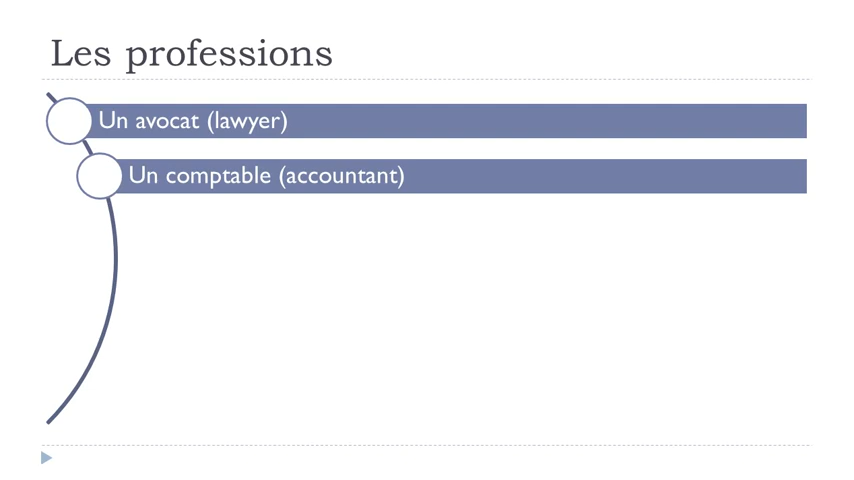 Les professions
Un avocat (lawyer)
Un comptable (accountant)